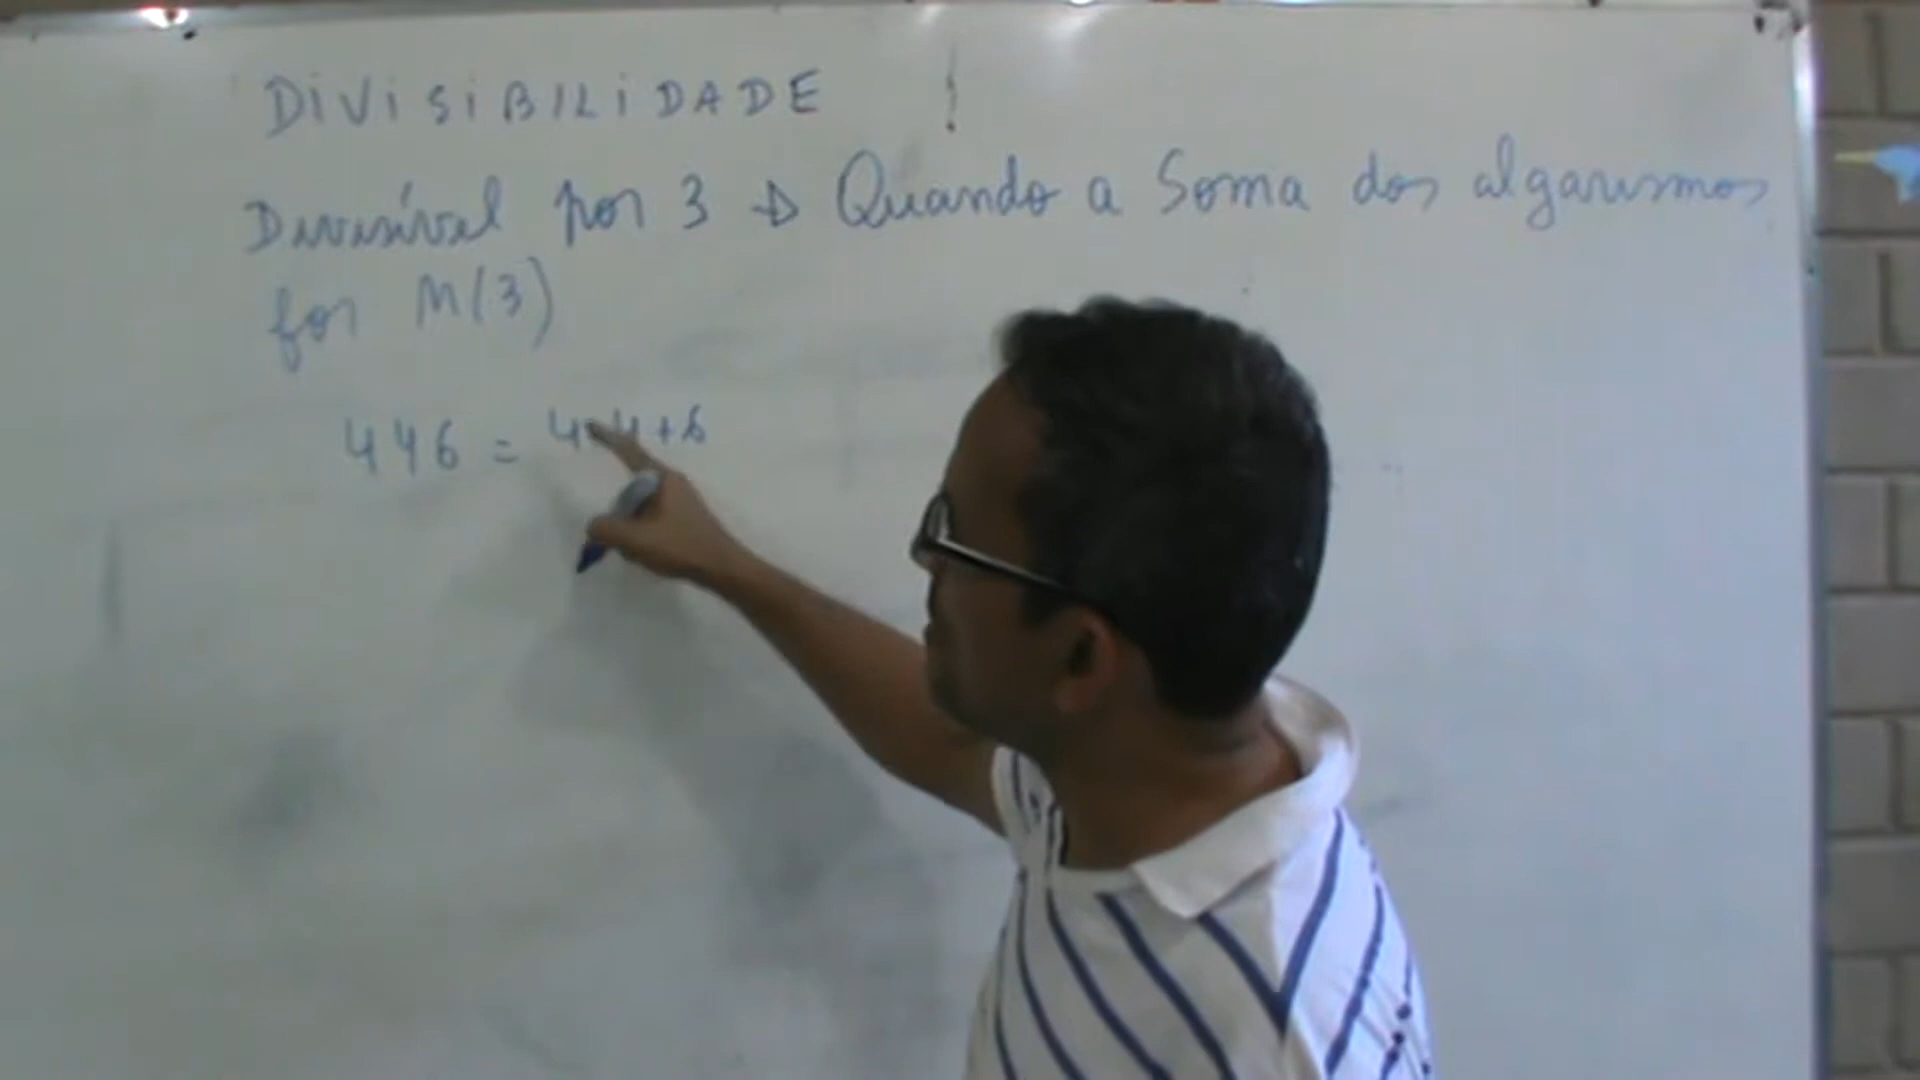 DIVISIBILIDADE
Divisível por 3 → Quando a Soma dos algarismos
for M(3)
446 = 4+4+6